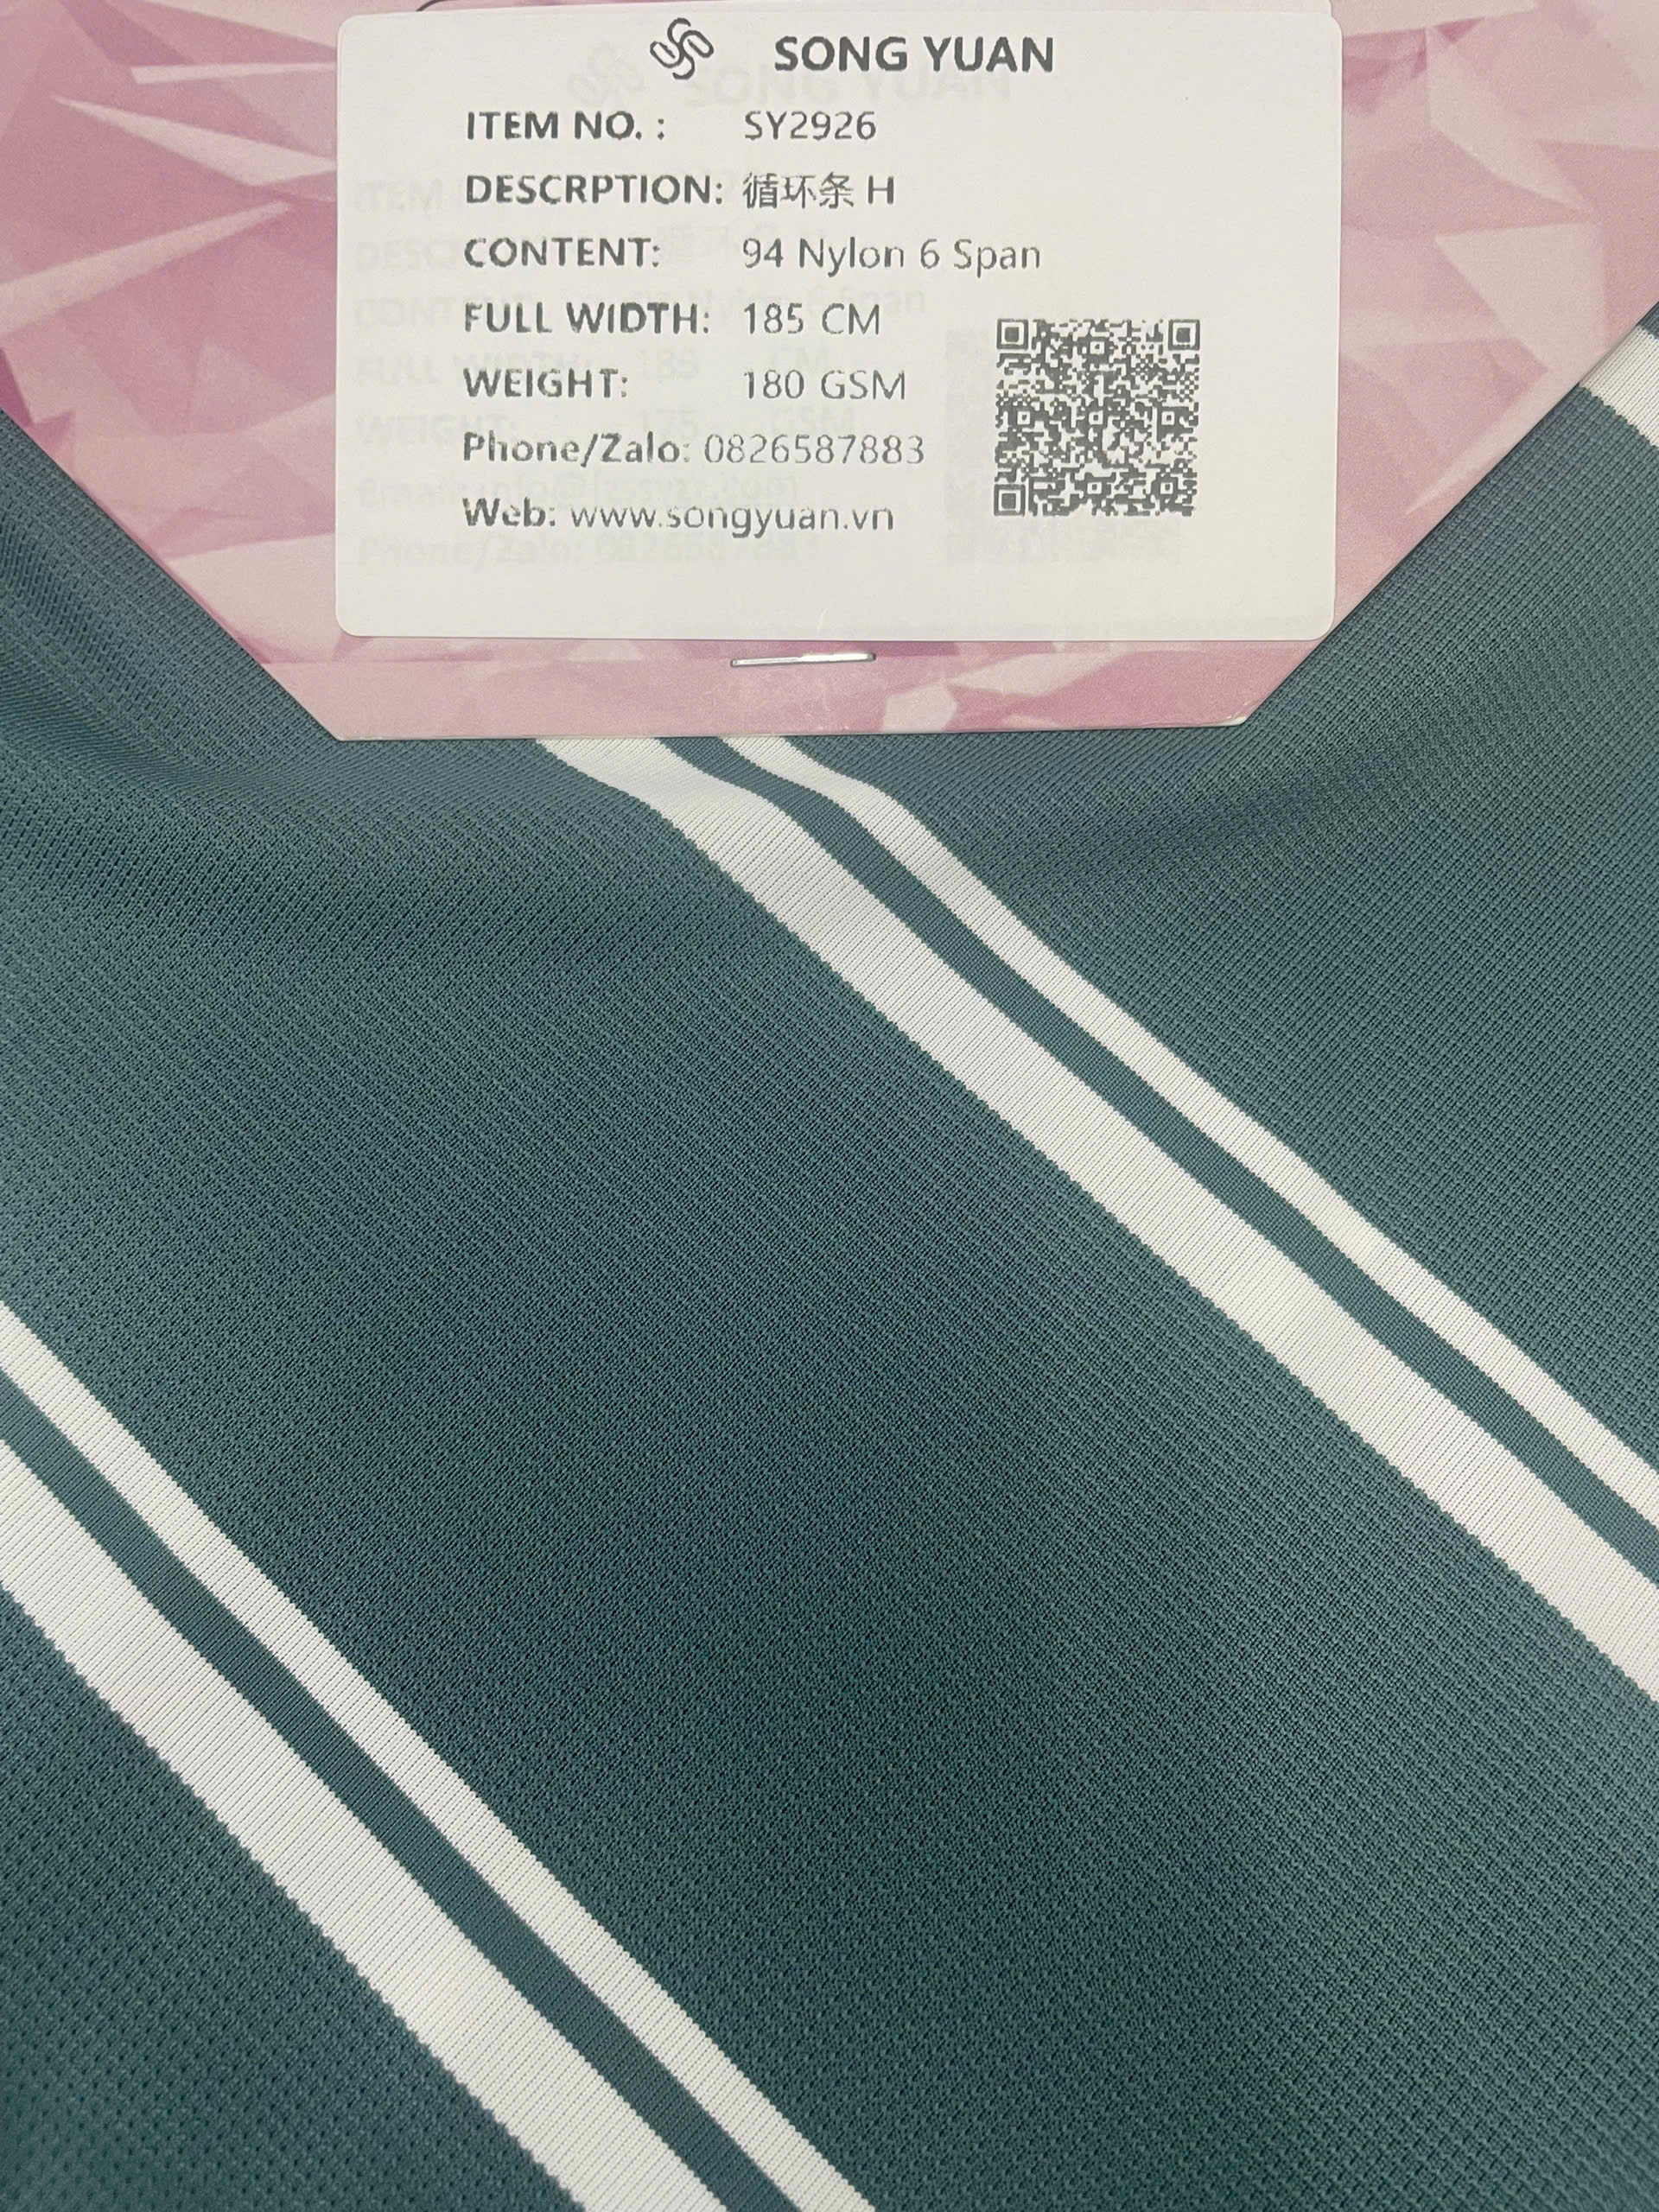 SONG YUAN
ITEM NO. : SY2926
DESCRPTION: 循环条 H
CONTENT: 94 Nylon 6 Span
FULL WIDTH: 185 CM
WEIGHT: 180 GSM
Phone/Zalo: 0826587883
Web: www.songyuan.vn